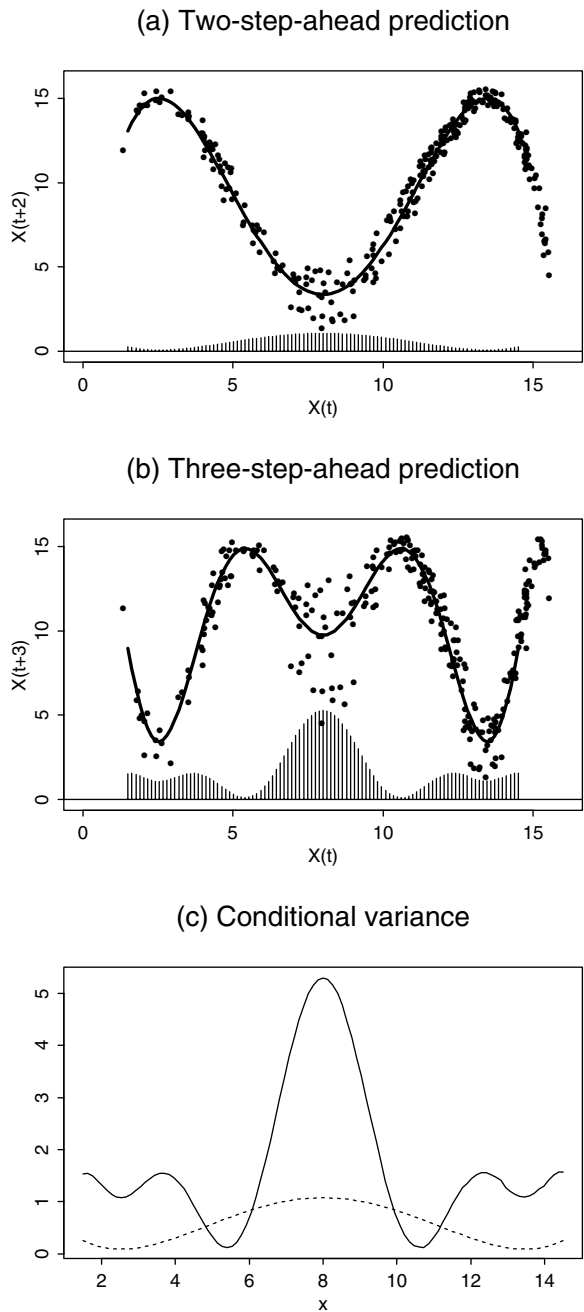 (a) Two-step-ahead prediction
15
10
5
0
X(t+2)
0 5 10 15
X(t)
(b) Three-step-ahead prediction
15
10
5
0
X(t+3)
0 5 10 15
X(t)
(c) Conditional variance
5
4
3
2
1
0
2 4 6 8 10 12 14
x